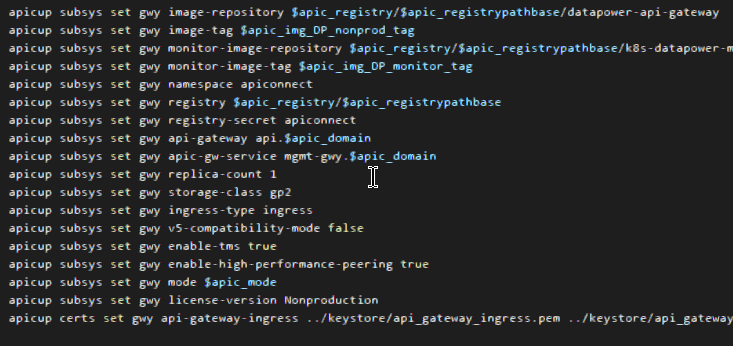 apicup subsys set gwy image-repository $apic_registry/$apic_registrypathbase/datapower-api-gateway
apicup subsys set gwy image-tag $apic_img_DP_nonprod_tag
apicup subsys set gwy monitor-image-repository $apic_registry/$apic_registrypathbase/k8s-datapower-m
apicup subsys set gwy monitor-image-tag $apic_img_DP_monitor_tag
apicup subsys set gwy namespace apiconnect
apicup subsys set gwy registry $apic_registry/$apic_registrypathbase
apicup subsys set gwy registry-secret apiconnect
apicup subsys set gwy api-gateway api.$apic_domain
apicup subsys set gwy apic-gw-service mgmt-gwy.$apic_domain
apicup subsys set gwy replica-count 1
apicup subsys set gwy storage-class gp2
apicup subsys set gwy ingress-type ingress
apicup subsys set gwy v5-compatibility-mode false
apicup subsys set gwy enable-tms true
apicup subsys set gwy enable-high-performance-peering true
apicup subsys set gwy mode $apic_mode
apicup subsys set gwy license-version Nonproduction
apicup certs set gwy api-gateway-ingress ../keystore/api_gateway_ingress.pem ../keystore/api_gateway